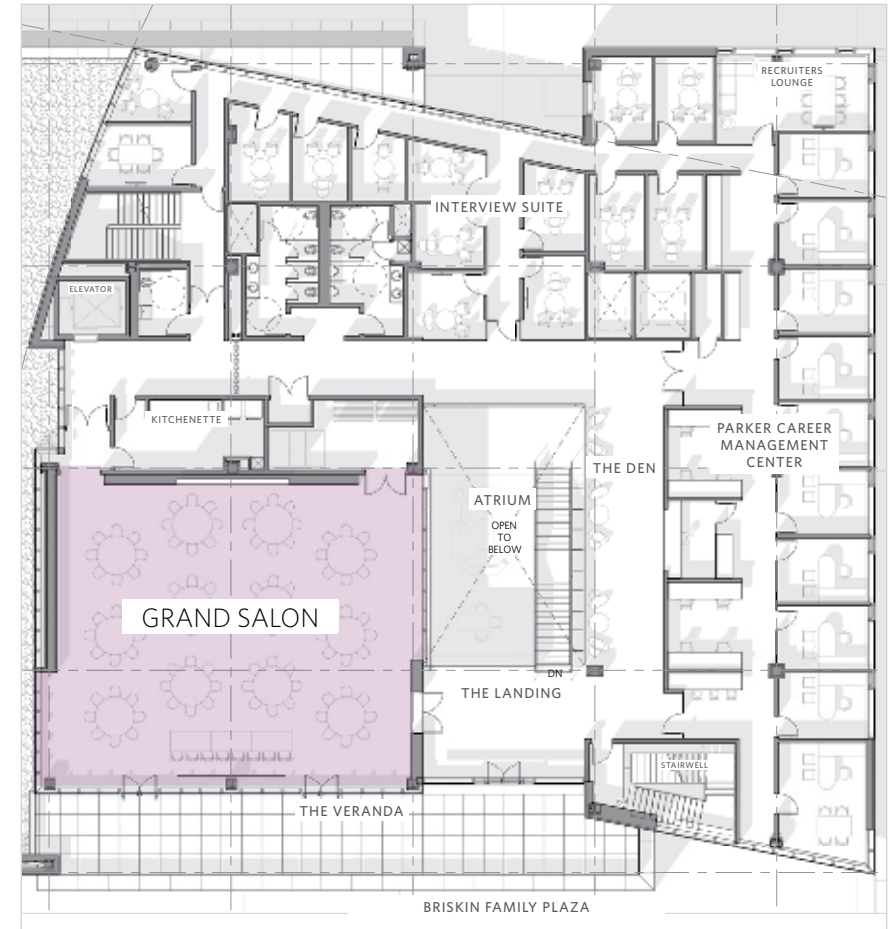 RECRUITERS
LOUNGE
INTERVIEW SUITE
ELEVATOR
KITCHENETTE
PARKER CAREER
MANAGEMENT
CENTER
THE DEN
ATRIUM
OPEN
TO
BELOW
GRAND SALON
DN
THE LANDING
STAIRWELL
THE VERANDA
BRISKIN FAMILY PLAZA